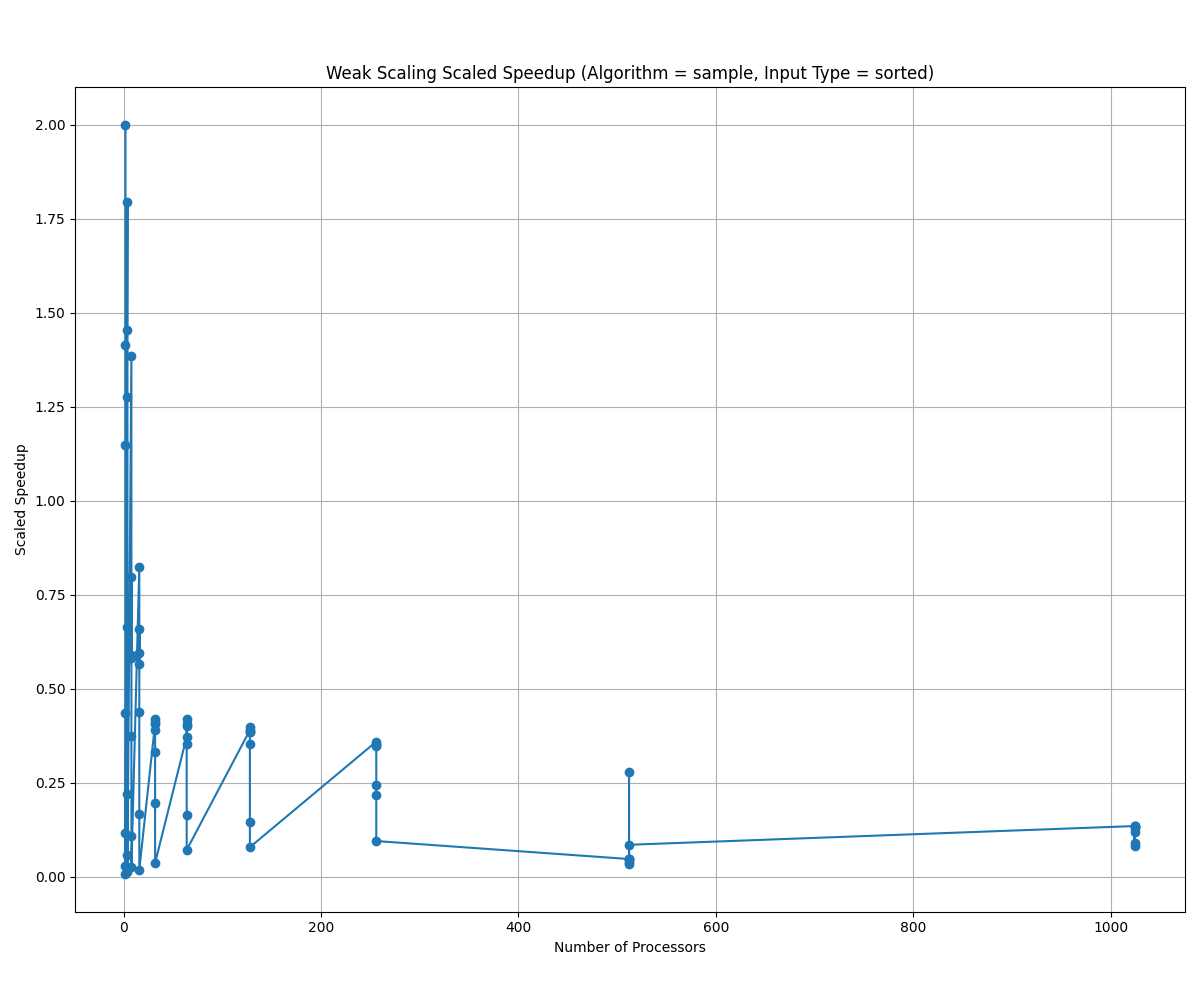 Weak Scaling Scaled Speedup (Algorithm = sample, Input Type = sorted)
2.00
1.75
1.50
1.25
1.00
0.75
0.50
0.25
0.00
Scaled Speedup
0 200 400 600 800 1000
Number of Processors